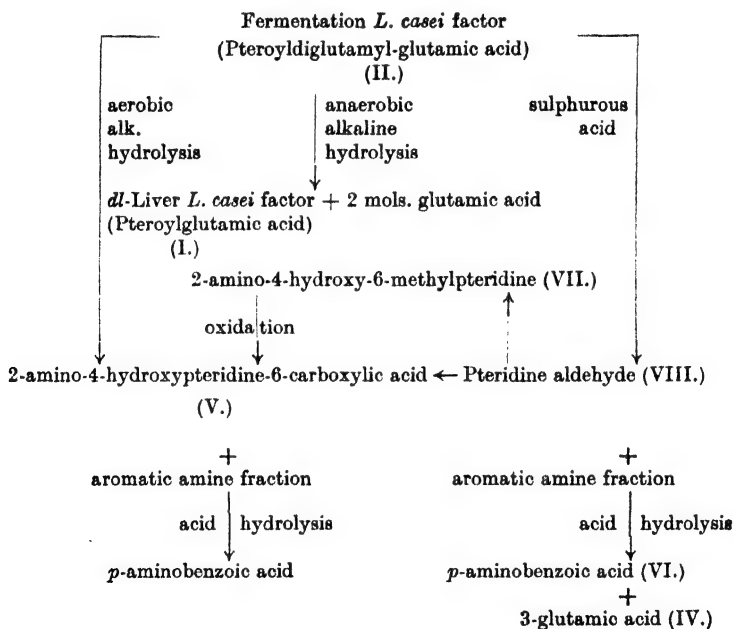 Fermentation L. casei factor
(Pteroyldiglutamyl-glutamic acid)
(II.)
aerobic
alk.
hydrolysis
anaerobic
alkaline
hydrolysis
sulphurous
acid
dl-Liver L. casei factor + 2 mols. glutamic acid
(Pteroylglutamic acid)
(I.)
2-amino-4-hydroxy-6-methylpteridine (VII.)
oxidation
2-amino-4-hydroxypteridine-6-carboxylic acid ← Pteridine aldehyde (VIII.)
(V.)
+
aromatic amine fraction
acid hydrolysis
p-aminobenzoic acid
+
aromatic amine fraction
acid hydrolysis
p-aminobenzoic acid (VI.)
+
3-glutamic acid (IV.)